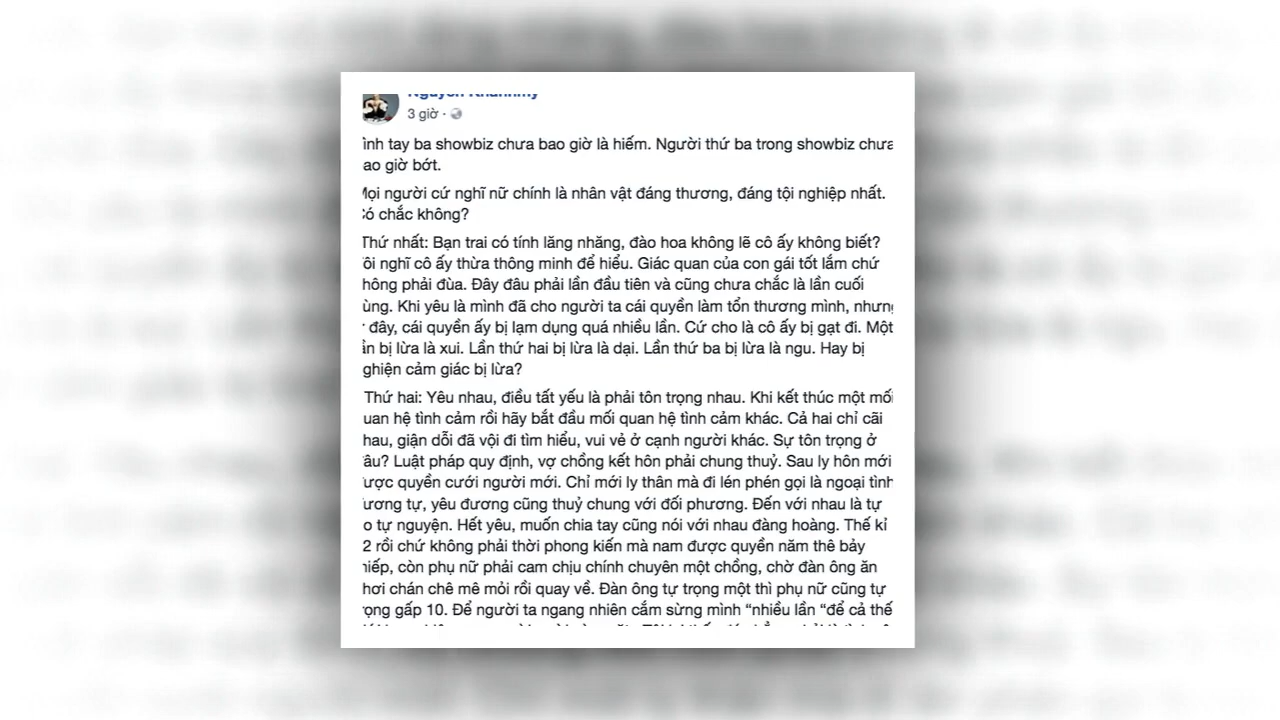 Nguyễn Khánhmy
3 giờ ·
ình tay ba showbiz chưa bao giờ là hiếm. Người thứ ba trong showbiz chưa
ao giờ bớt.
Mọi người cứ nghĩ nữ chính là nhân vật đáng thương, đáng tội nghiệp nhất.
Có chắc không?
Thứ nhất: Bạn trai có tính lăng nhăng, đào hoa không lẽ cô ấy không biết?
ôi nghĩ cô ấy thừa thông minh để hiểu. Giác quan của con gái tốt lắm chứ
hông phải đùa. Đây đâu phải lần đầu tiên và cũng chưa chắc là lần cuối
ùng. Khi yêu là mình đã cho người ta cái quyền làm tổn thương mình, nhưng
đây, cái quyền ấy bị lạm dụng quá nhiều lần. Cứ cho là cô ấy bị gạt đi. Một
ần bị lừa là xui. Lần thứ hai bị lừa là dại. Lần thứ ba bị lừa là ngu. Hay bị
ghiện cảm giác bị lừa?
Thứ hai: Yêu nhau, điều tất yếu là phải tôn trọng nhau. Khi kết thúc một mối
uan hệ tình cảm rồi hãy bắt đầu mối quan hệ tình cảm khác. Cả hai chỉ cãi
hau, giận dỗi đã vội đi tìm hiểu, vui vẻ ở cạnh người khác. Sự tôn trọng ở
âu? Luật pháp quy định, vợ chồng kết hôn phải chung thuỷ. Sau ly hôn mới
ược quyền cưới người mới. Chỉ mới ly thân mà đi lén phén gọi là ngoại tình
ương tự, yêu đương cũng thuỷ chung với đối phương. Đến với nhau là tự
o tự nguyện. Hết yêu, muốn chia tay cũng nói với nhau đàng hoàng. Thế kỉ
2 rồi chứ không phải thời phong kiến mà nam được quyền năm thê bảy
hiếp, còn phụ nữ phải cam chịu chính chuyên một chồng, chờ đàn ông ăn
hơi chán chê mê mỏi rồi quay về. Đàn ông tự trọng một thì phụ nữ cũng tự
rọng gấp 10. Để người ta ngang nhiên cắm sừng mình “nhiều lần “để cả thế